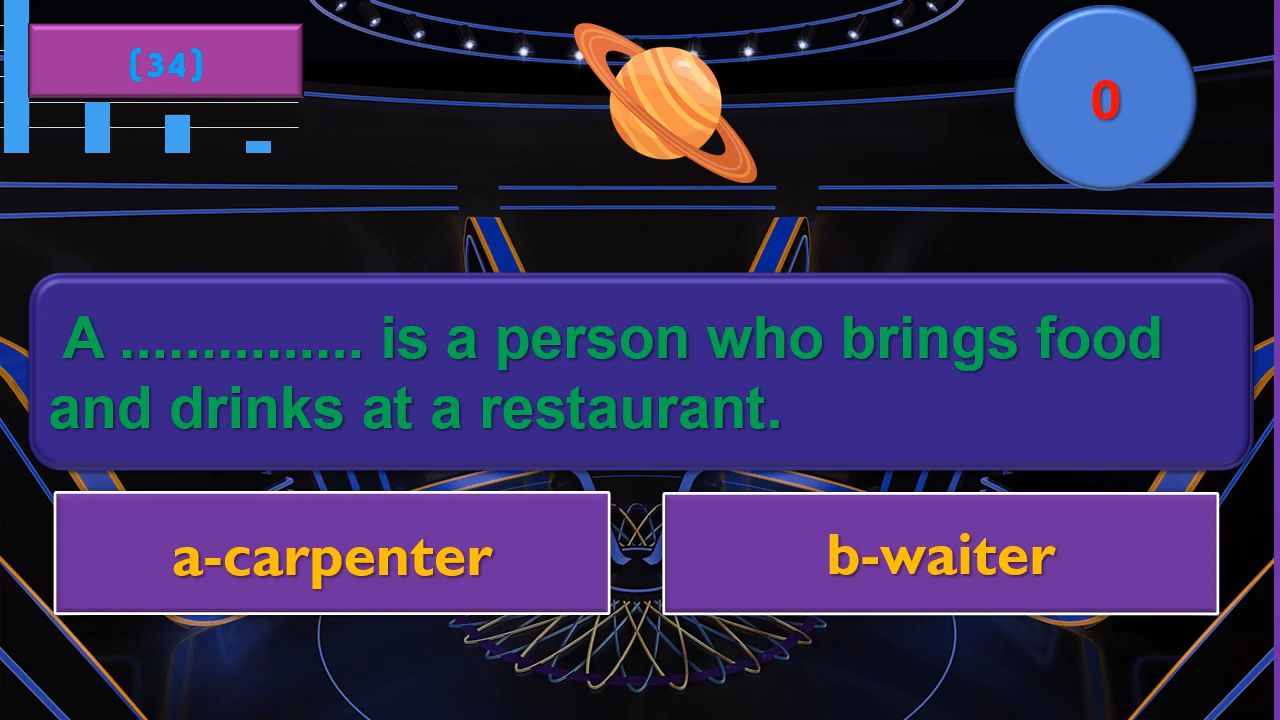 (34)
0
A ............... is a person who brings food
and drinks at a restaurant.
a-carpenter
b-waiter